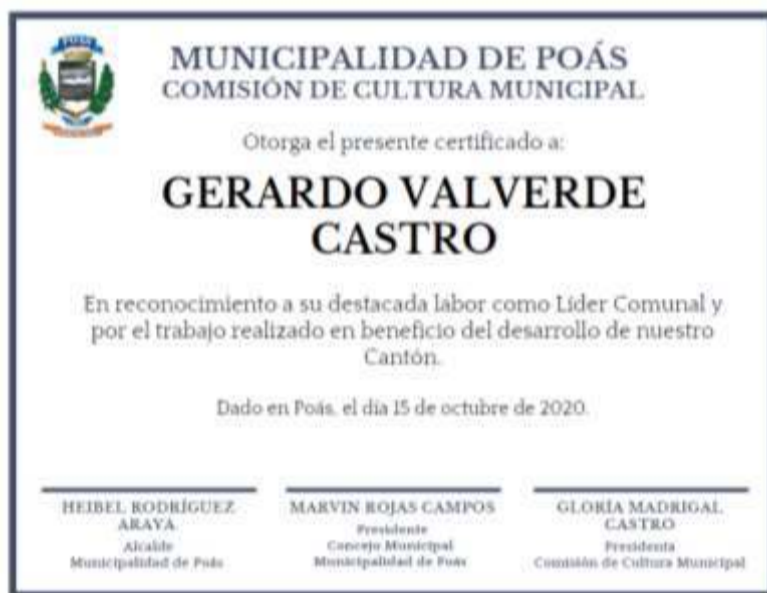 POÁS
MUNICIPALIDAD DE POÁS
COMISIÓN DE CULTURA MUNICIPAL
Otorga el presente certificado a:
GERARDO VALVERDE
CASTRO
En reconocimiento a su destacada labor como Líder Comunal y
por el trabajo realizado en beneficio del desarrollo de nuestro
Cantón.
Dado en Poás, el día 15 de octubre de 2020.
HEIBEL RODRÍGUEZ
ARAYA
Alcalde
Municipalidad de Poás
MARVIN ROJAS CAMPOS
Presidente
Concejo Municipal
Municipalidad de Poás
GLORÍA MADRIGAL
CASTRO
Presidenta
Comisión de Cultura Municipal